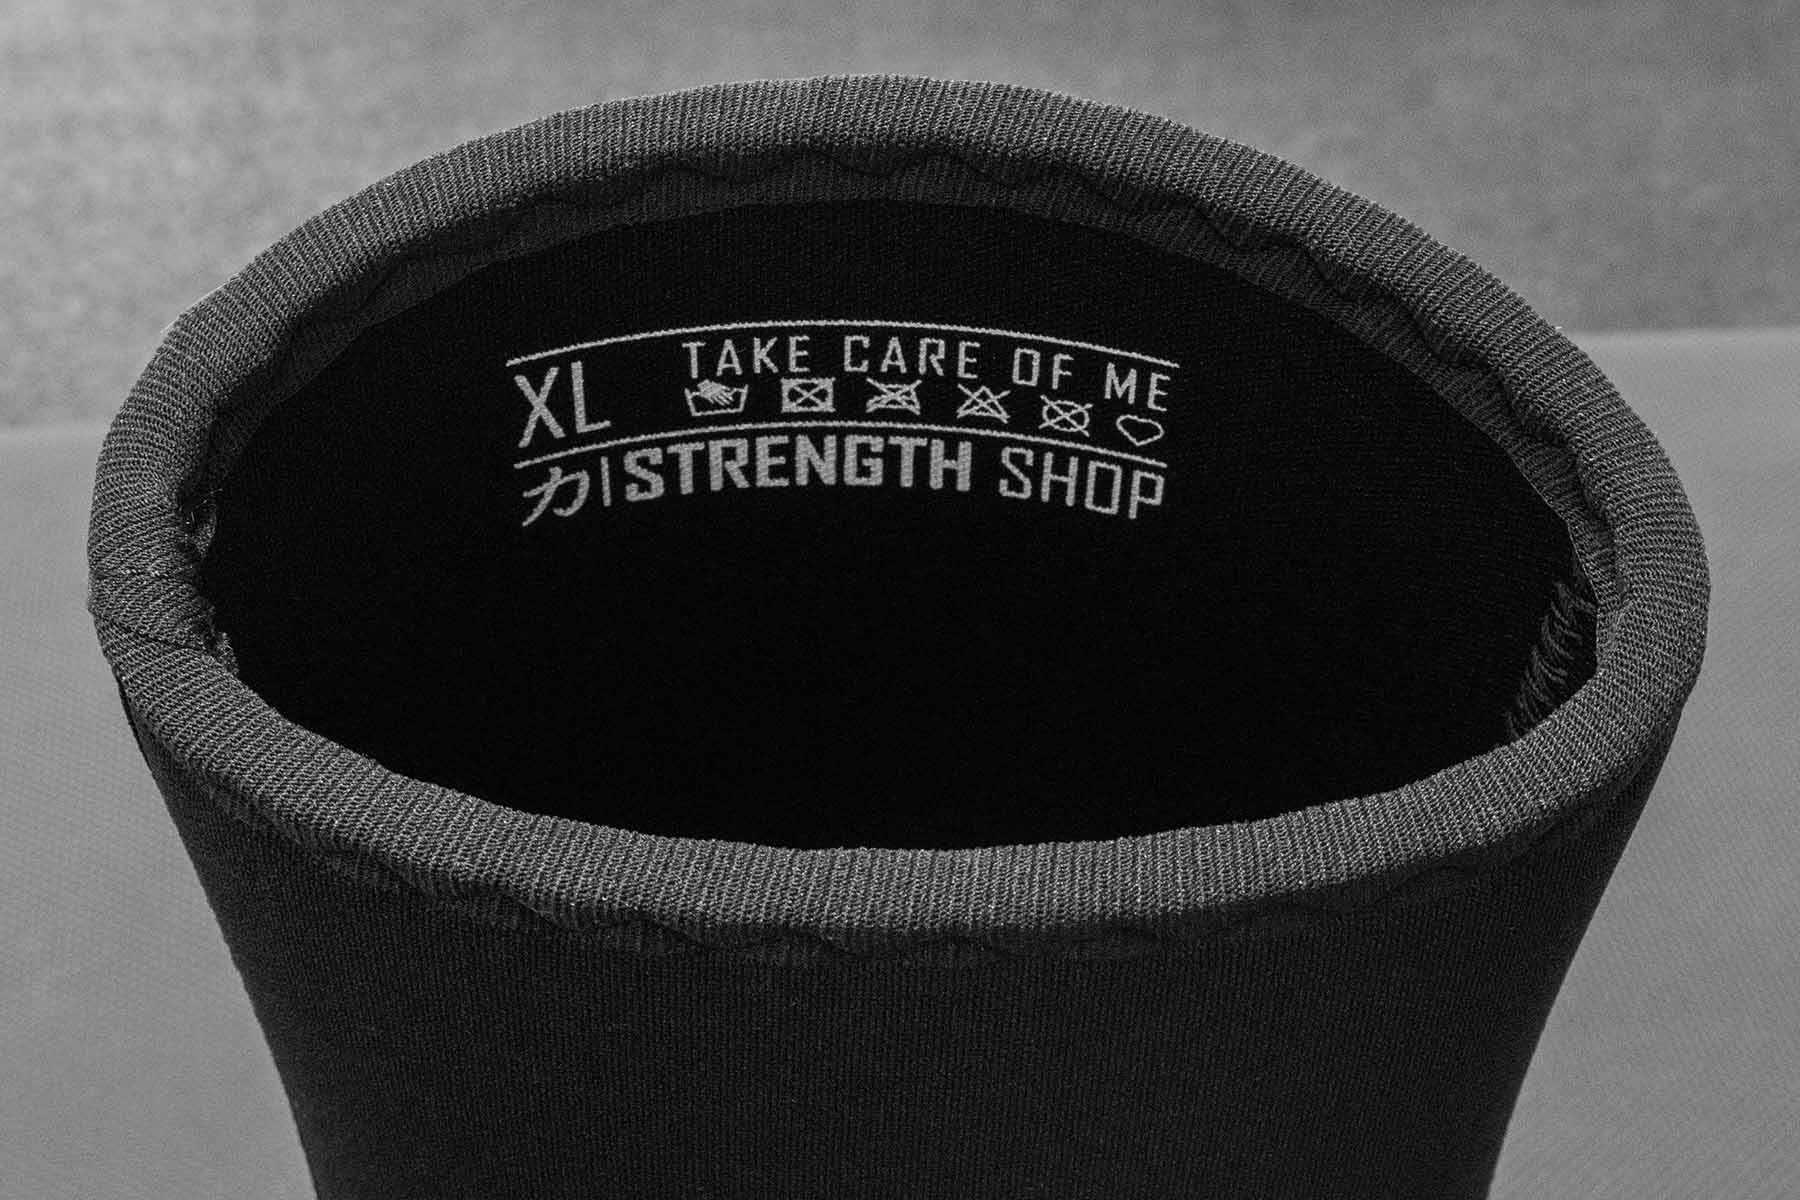 XL TAKE CARE OF ME
力 | STRENGTH SHOP